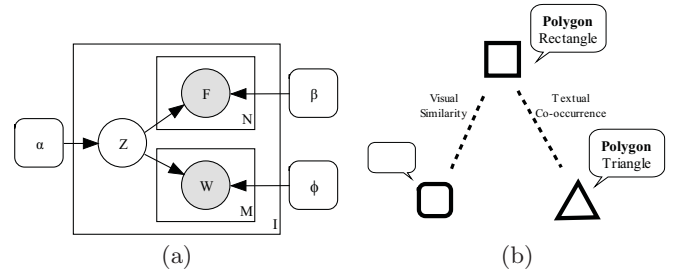 F
β
N
α
Z
W
ϕ
M
I
(a)
Polygon
Rectangle
Visual
Similarity
Textual
Co-occurrence
Polygon
Triangle
(b)